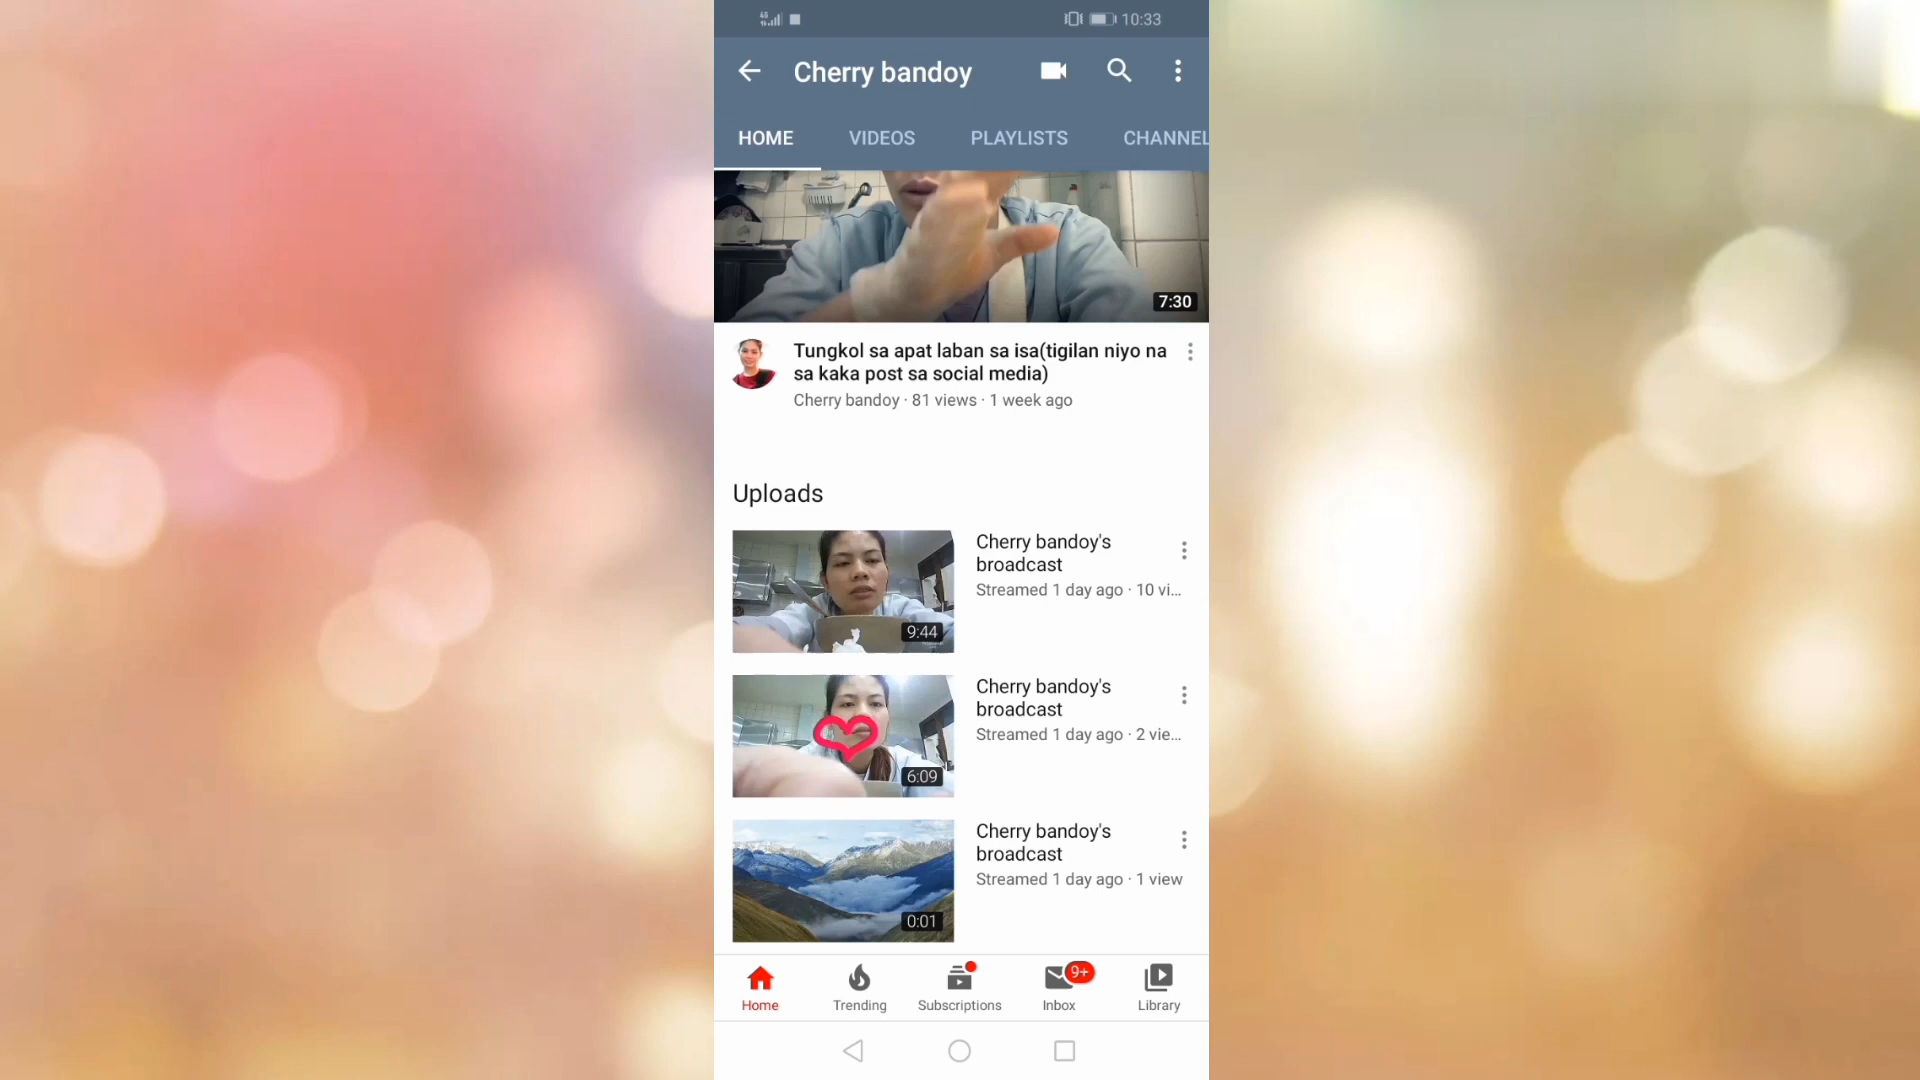 10:33
Cherry bandoy
HOME VIDEOS PLAYLISTS CHANNEL
7:30
Tungkol sa apat laban sa isa(tigilan niyo na
sa kaka post sa social media)
Cherry bandoy · 81 views · 1 week ago
Uploads
Cherry bandoy's
broadcast
Streamed 1 day ago · 10 vi...
9:44
Cherry bandoy's
broadcast
Streamed 1 day ago · 2 vie...
6:09
Cherry bandoy's
broadcast
Streamed 1 day ago · 1 view
0:01
9+
Home Trending Subscriptions Inbox Library